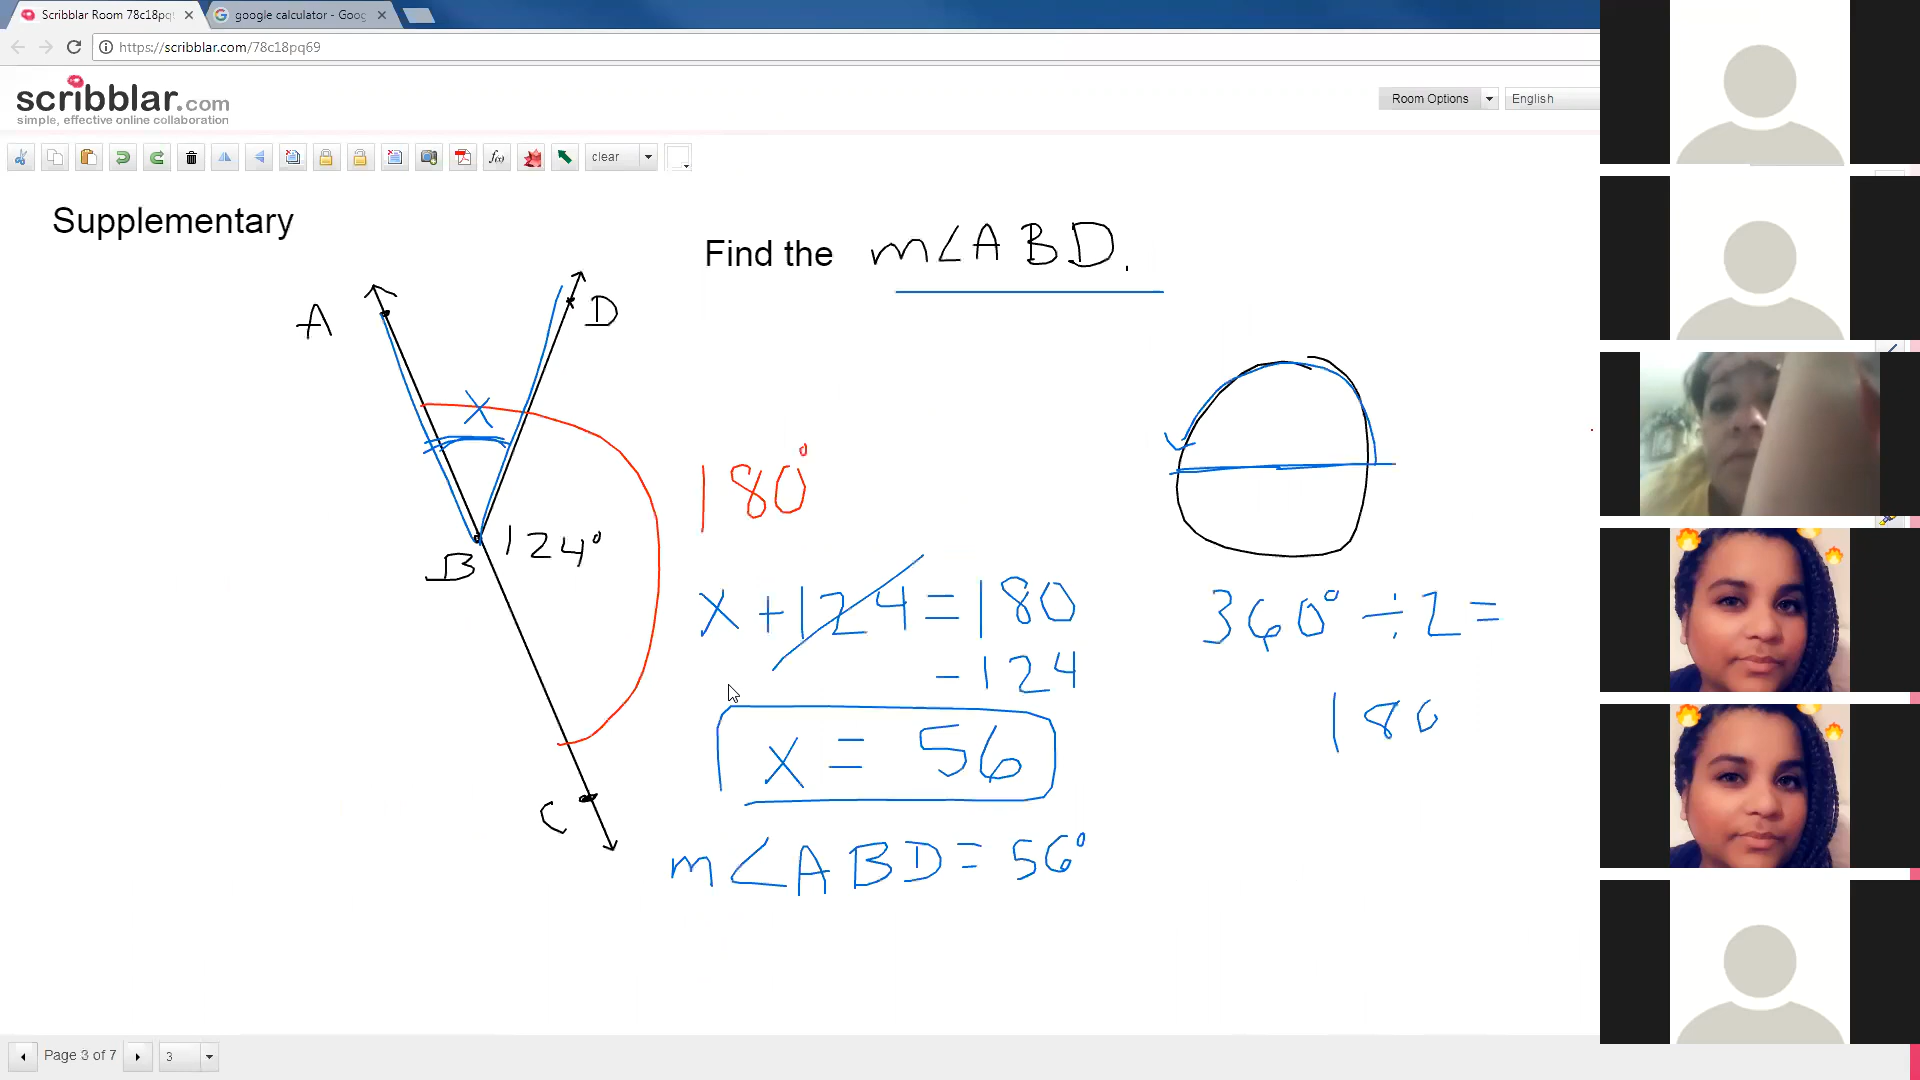 Scribblar Room 78c18pq
google calculator - Goog
https://scribblar.com/78c18pq69
scribblar.com
simple, effective online collaboration
Room Options
English
f(x)
clear
Supplementary
Find the m∠ABD.
A
D
X
180°
B
124°
x + 124 = 180
- 124
x = 56
360° ÷ 2 =
180
C
m∠ABD = 56°
Page 3 of 7
3